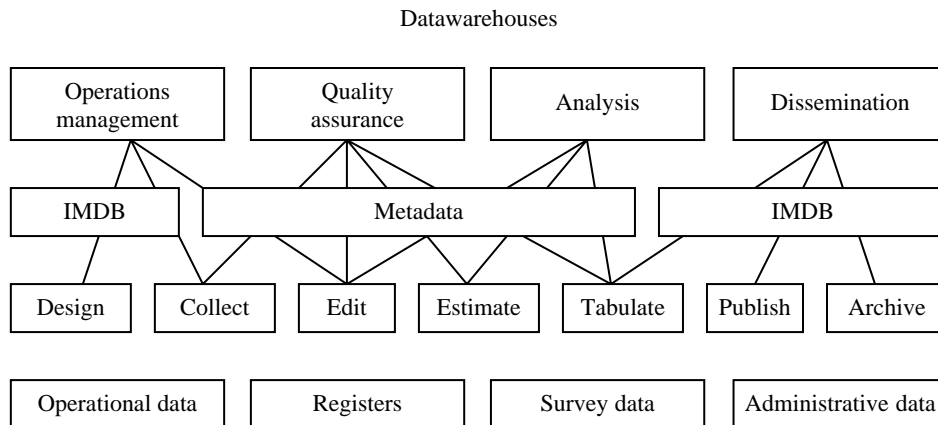 Datawarehouses
Operations
management
Quality
assurance
Analysis
Dissemination
IMDB
Metadata
IMDB
Design
Collect
Edit
Estimate
Tabulate
Publish
Archive
Operational data
Registers
Survey data
Administrative data